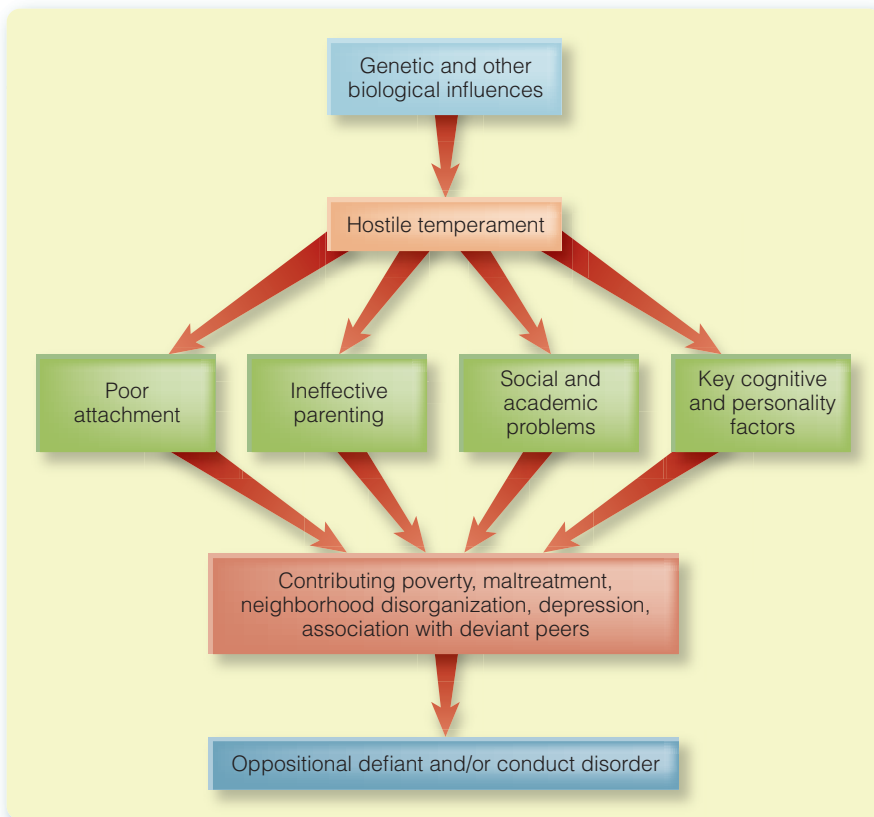 Genetic and other
biological influences
Hostile temperament
Poor
attachment
Ineffective
parenting
Social and
academic
problems
Key cognitive
and personality
factors
Contributing poverty, maltreatment,
neighborhood disorganization, depression,
association with deviant peers
Oppositional defiant and/or conduct disorder